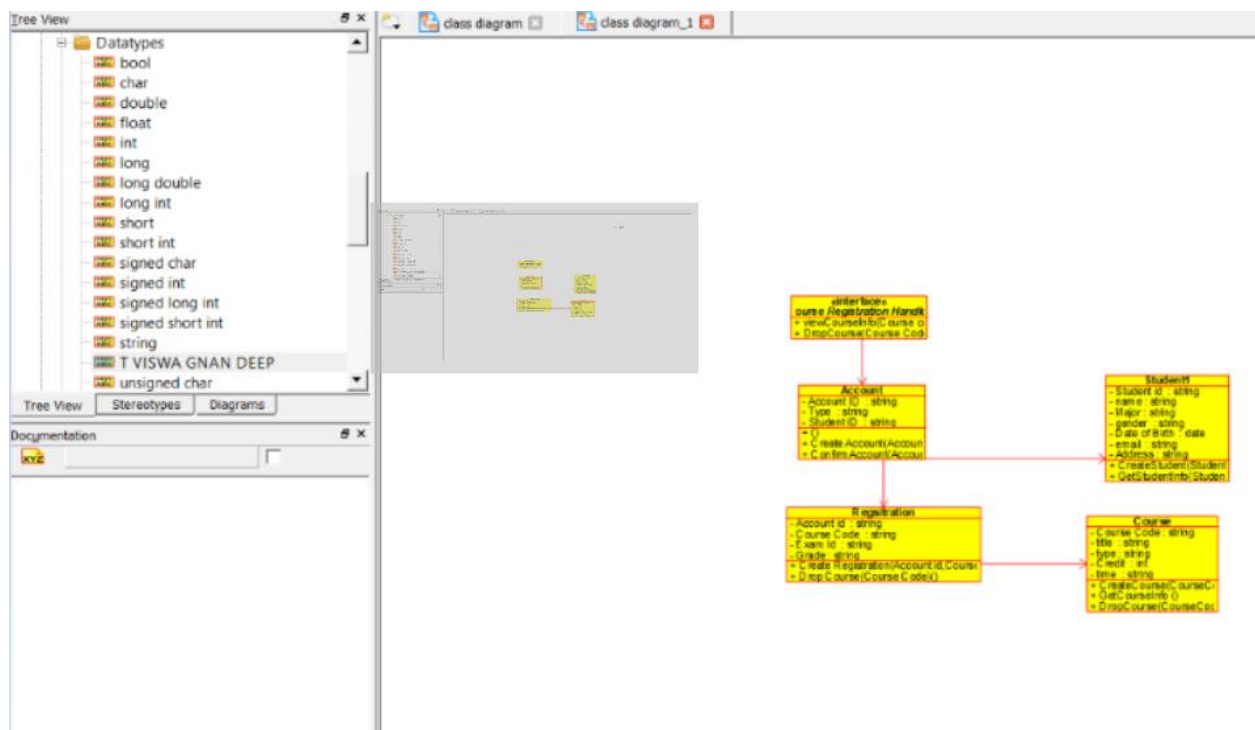 Tree View
class diagram
class diagram_1
Datatypes
bool
char
double
float
int
long
long double
long int
short
short int
signed char
signed int
signed long int
signed short int
string
T VISWA GNAN DEEP
unsigned char
Tree View Stereotypes Diagrams
Documentation
XYZ
«interface»
ourse Registration Handk
+ viewCourseInfo(Course
+ DropCourse(Course Cod
Account
- Account ID : string
- Type : string
- Student ID : string
+ ()
+ Create Account(Accoun
+ Confirm Account(Accou
Student1
- Student id : string
- name : string
- Major : string
- gender : string
- Date of Birth : date
- email : string
- Address : string
+ CreateStudent(Student
+ GetStudentInfo(Studen
Registration
- Account id : string
- Course Code : string
- Exam Id : string
- Grade : string
+ Create Registration(Account id,Cours
+ Drop Course(Course Code)()
Course
- Course Code : string
- title : string
- type : string
- Credit : int
- time : string
+ CreateCourse(CourseC
+ GetCourseInfo ()
+ DropCourse(CourseCo